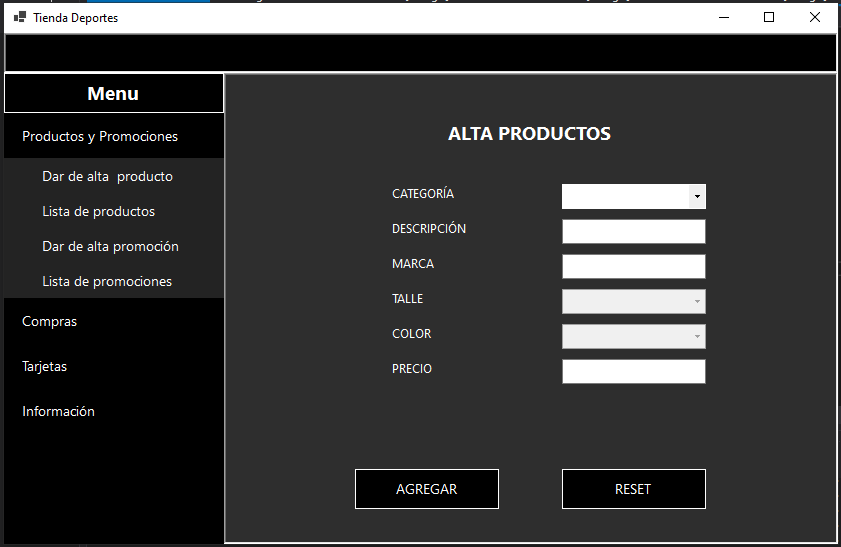 Tienda Deportes
Menu
Productos y Promociones
Dar de alta  producto
Lista de productos
Dar de alta promoción
Lista de promociones
Compras
Tarjetas
Información
ALTA PRODUCTOS
CATEGORÍA
DESCRIPCIÓN
MARCA
TALLE
COLOR
PRECIO
AGREGAR
RESET